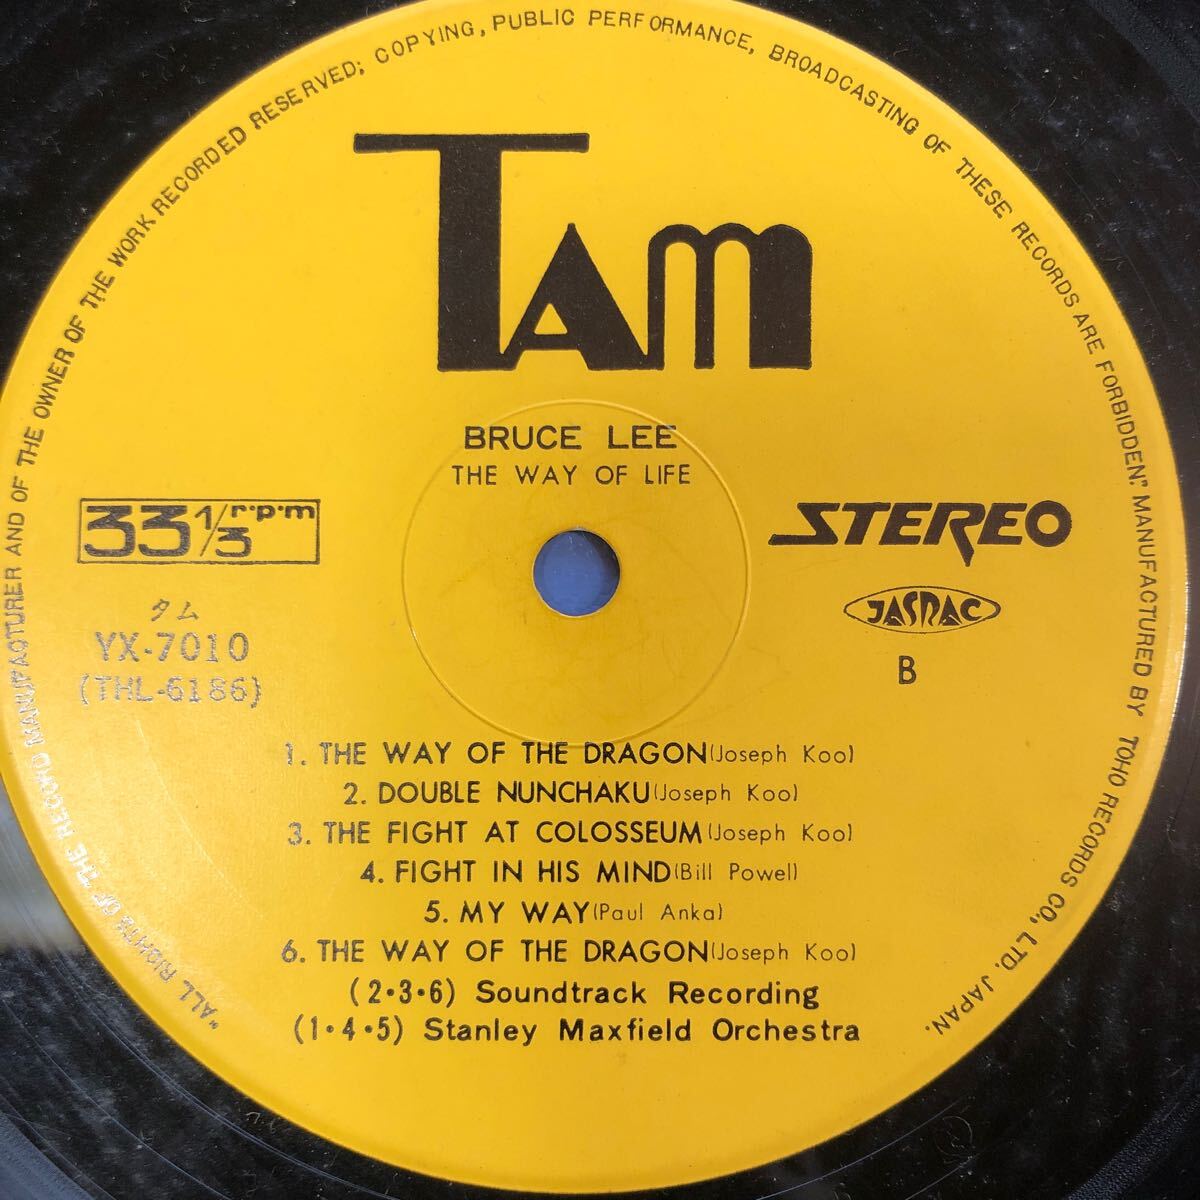 "ALL RIGHTS OF THE RECORD MANUFACTURER AND OF THE OWNER OF THE WORK RECORDED RESERVED; COPYING, PUBLIC PERFORMANCE, BROADCASTING OF THESE RECORDS ARE FORBIDDEN." MANUFACTURED BY TOHO RECORDS CO., LTD. JAPAN.
TAM
BRUCE LEE
THE WAY OF LIFE
33 1/3 r.p.m
STEREO
タム
YX-7010
(THL-6186)
JASRAC
B
1. THE WAY OF THE DRAGON (Joseph Koo)
2. DOUBLE NUNCHAKU (Joseph Koo)
3. THE FIGHT AT COLOSSEUM (Joseph Koo)
4. FIGHT IN HIS MIND (Bill Powell)
5. MY WAY (Paul Anka)
6. THE WAY OF THE DRAGON (Joseph Koo)
(2・3・6) Soundtrack Recording
(1・4・5) Stanley Maxfield Orchestra